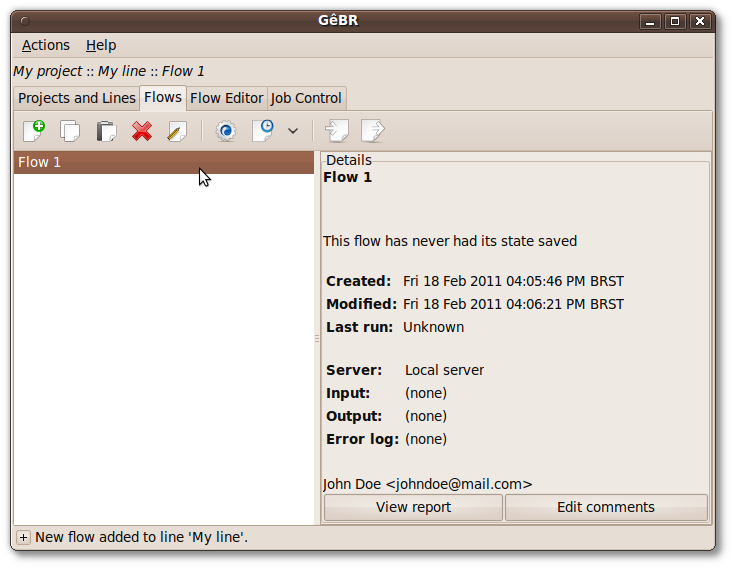 GêBR
Actions Help
My project :: My line :: Flow 1
Projects and Lines Flows Flow Editor Job Control
Flow 1
Details
Flow 1
This flow has never had its state saved
Created: Fri 18 Feb 2011 04:05:46 PM BRST
Modified: Fri 18 Feb 2011 04:06:21 PM BRST
Last run: Unknown
Server: Local server
Input: (none)
Output: (none)
Error log: (none)
John Doe <johndoe@mail.com>
View report Edit comments
New flow added to line 'My line'.